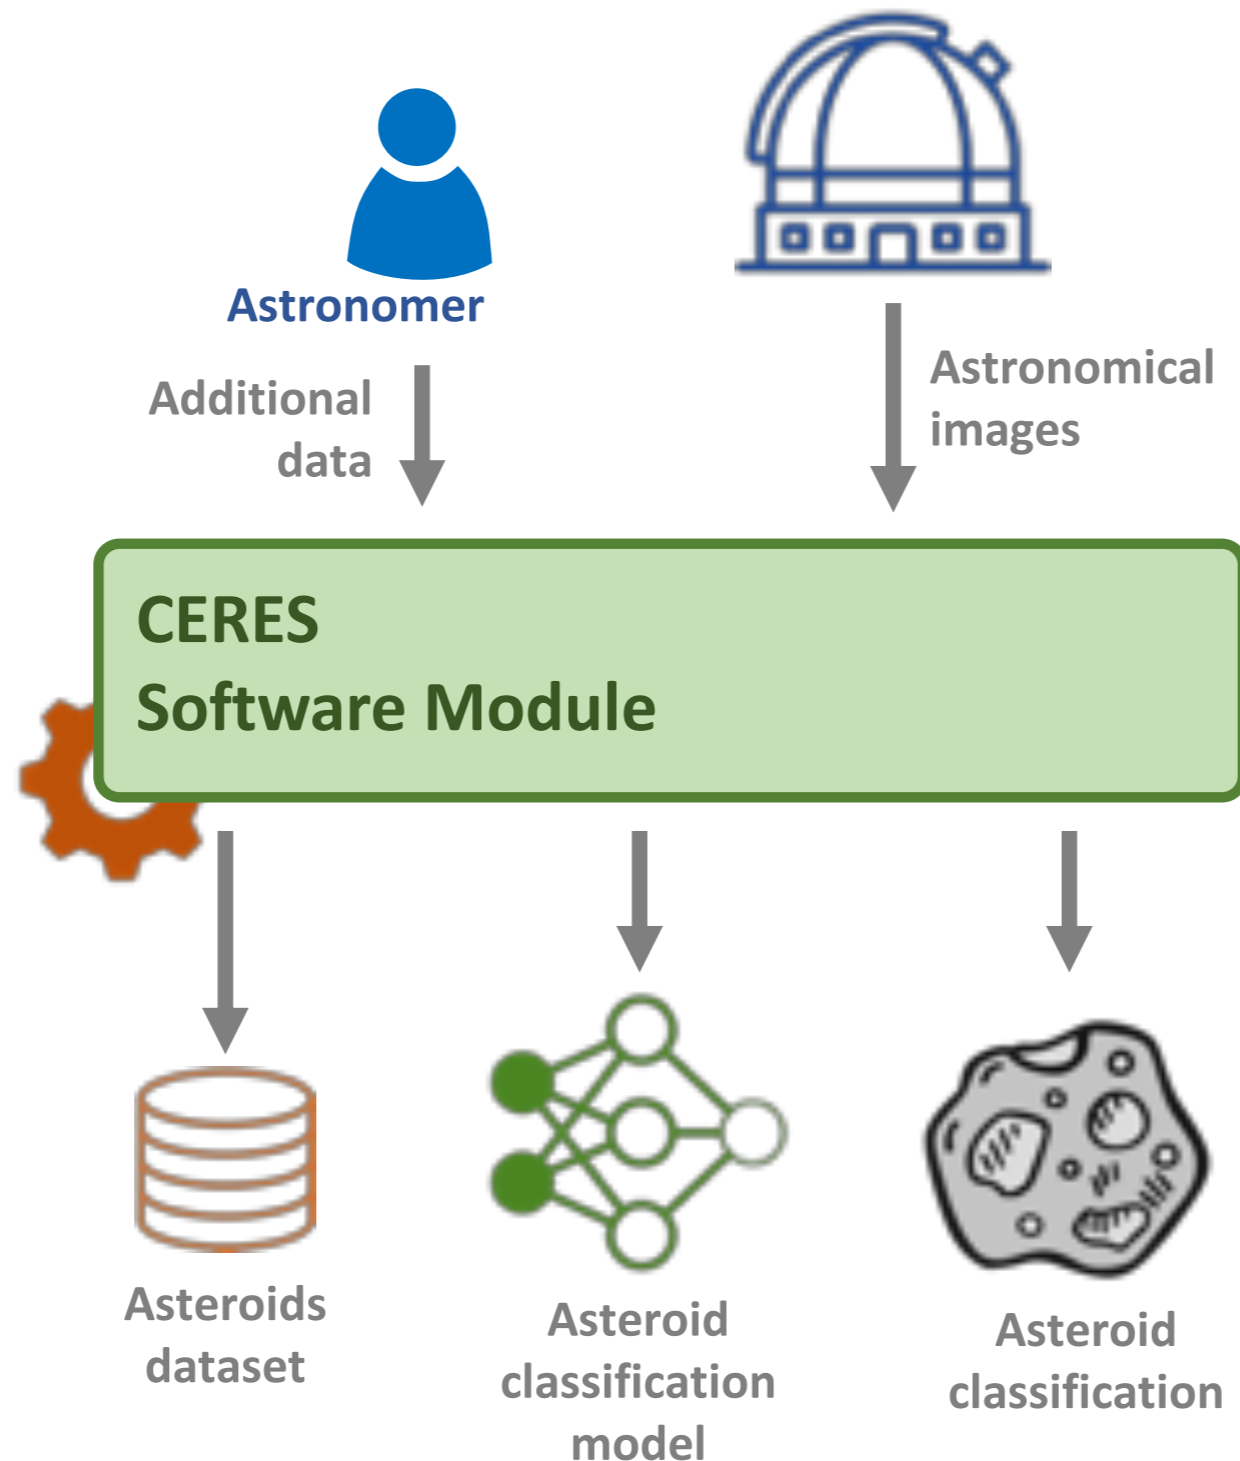 Astronomer
Additional
data
Astronomical
images
CERES
Software Module
Asteroids
dataset
Asteroid
classification
model
Asteroid
classification